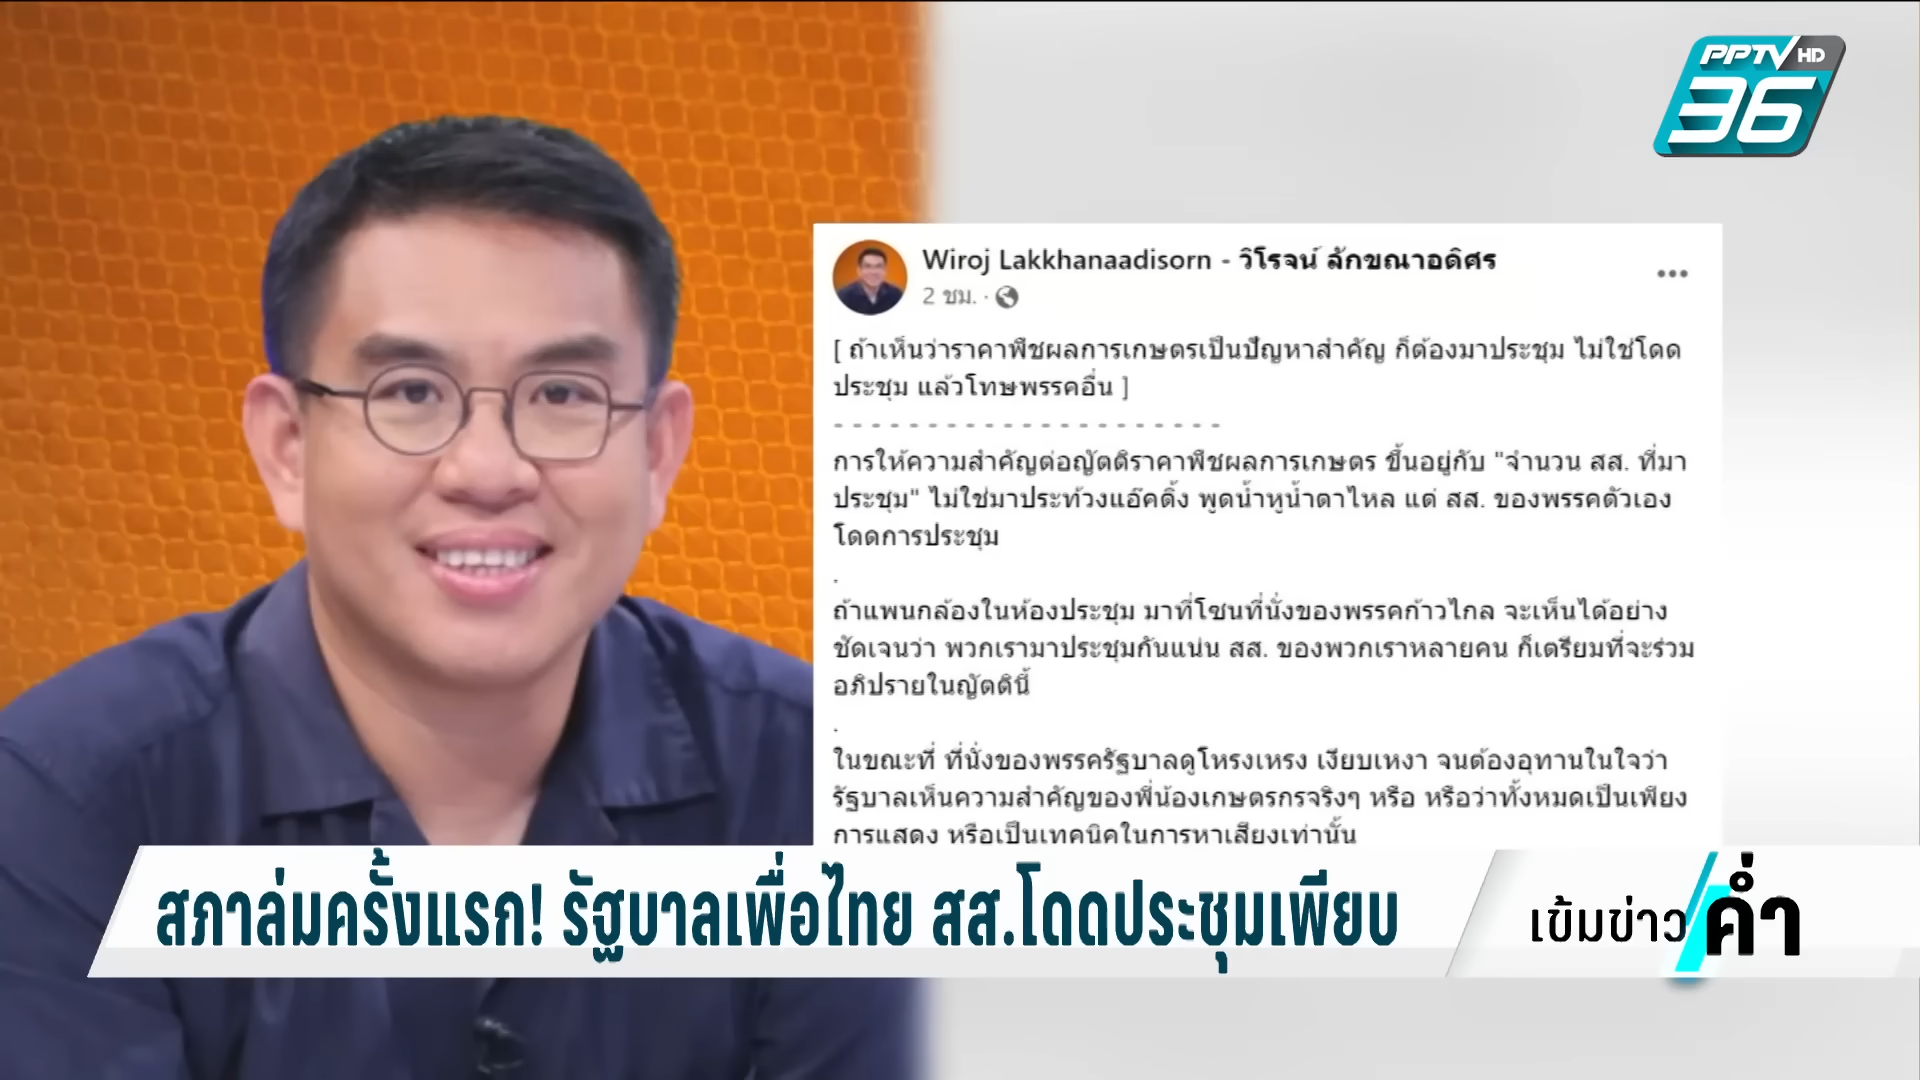 PPTV HD
36
Wiroj Lakkhanaadisorn - วิโรจน์ ลักขณาอดิศร
2 ชม. ·
[ ถ้าเห็นว่าราคาพืชผลการเกษตรเป็นปัญหาสำคัญ ก็ต้องมาประชุม ไม่ใช่โดด
ประชุม แล้วโทษพรรคอื่น ]
- - - - - - - - - - - - - - - - - - - - -
การให้ความสำคัญต่อญัตติราคาพืชผลการเกษตร ขึ้นอยู่กับ "จำนวน สส. ที่มา
ประชุม" ไม่ใช่มาประท้วงแอ๊คติ้ง พูดน้ำหูน้ำตาไหล แต่ สส. ของพรรคตัวเอง
โดดการประชุม
.
ถ้าแพนกล้องในห้องประชุม มาที่โซนที่นั่งของพรรคก้าวไกล จะเห็นได้อย่าง
ชัดเจนว่า พวกเรามาประชุมกันแน่น สส. ของพวกเราหลายคน ก็เตรียมที่จะร่วม
อภิปรายในญัตตินี้
.
ในขณะที่ ที่นั่งของพรรครัฐบาลดูโหรงเหรง เงียบเหงา จนต้องอุทานในใจว่า
รัฐบาลเห็นความสำคัญของพี่น้องเกษตรกรจริงๆ หรือ หรือว่าทั้งหมดเป็นเพียง
การแสดง หรือเป็นเทคนิคในการหาเสียงเท่านั้น
สภาล่มครั้งแรก! รัฐบาลเพื่อไทย สส.โดดประชุมเพียบ
เข้มข่าวค่ำ